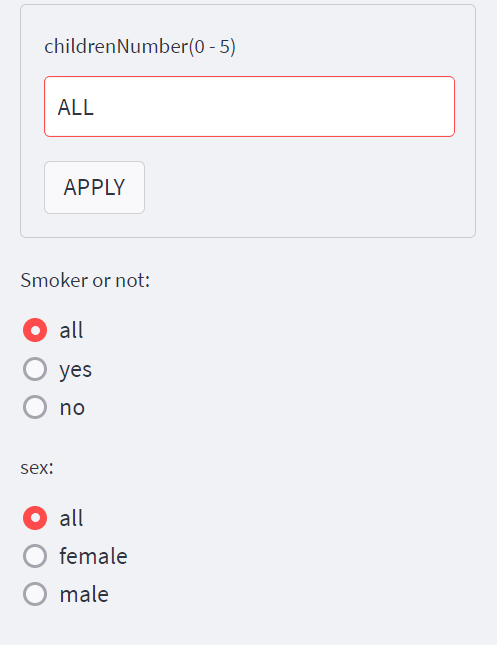 childrenNumber(0 - 5)
ALL
APPLY
Smoker or not:
all
yes
no
sex:
all
female
male